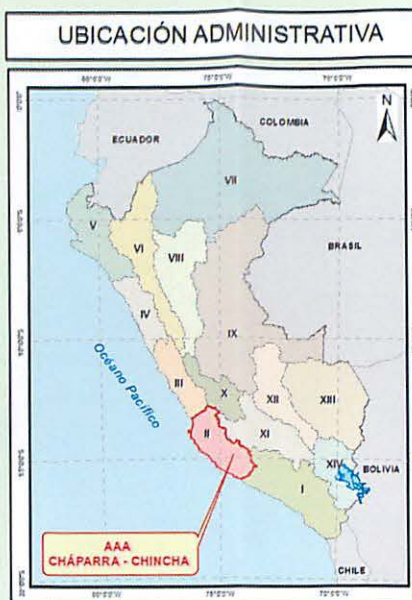 UBICACIÓN ADMINISTRATIVA
N
COLOMBIA
ECUADOR
VII
V
VI
VIII
BRASIL
IV
IX
Océano Pacífico
III
X
XII
XIII
II
XI
XIV
BOLIVIA
I
AAA
CHÁPARRA - CHINCHA
CHILE